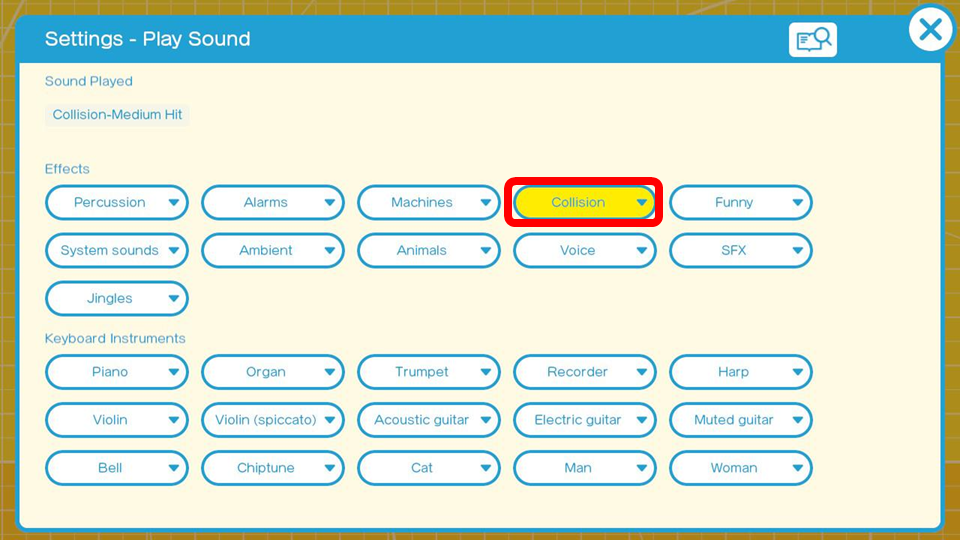 Settings - Play Sound
Sound Played
Collision-Medium Hit
Effects
Percussion Alarms Machines Collision Funny
System sounds Ambient Animals Voice SFX
Jingles
Keyboard Instruments
Piano Organ Trumpet Recorder Harp
Violin Violin (spiccato) Acoustic guitar Electric guitar Muted guitar
Bell Chiptune Cat Man Woman